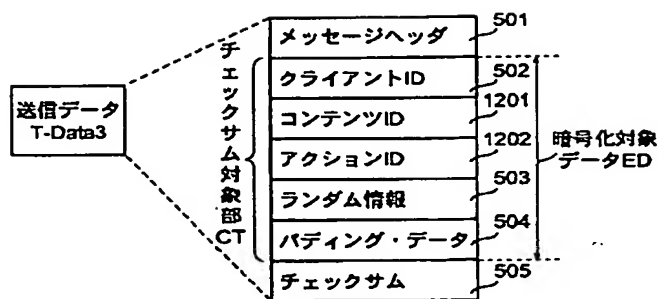 送信データ
T-Data3
チェックサム対象部CT
メッセージヘッダ
501
クライアントID
502
コンテンツID
1201
アクションID
1202
ランダム情報
503
パディング・データ
504
チェックサム
505
暗号化対象
データED